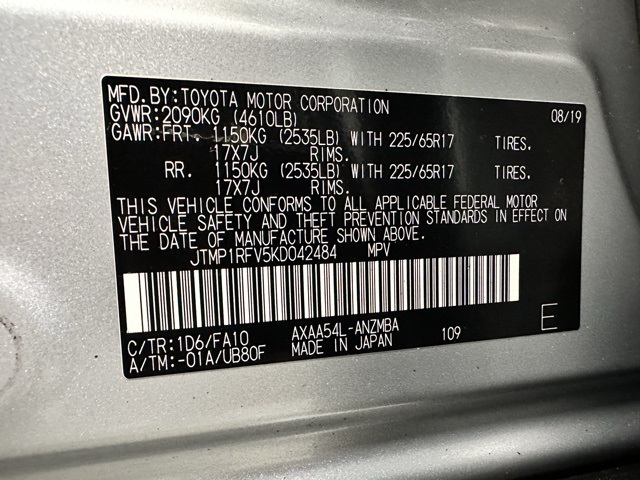 MFD.BY:TOYOTA MOTOR CORPORATION 08/19
GVWR:2090KG (4610LB)
GAWR:FRT. 1150KG (2535LB) WITH 225/65R17 TIRES.
17X7J RIMS.
RR. 1150KG (2535LB) WITH 225/65R17 TIRES.
17X7J RIMS.
THIS VEHICLE CONFORMS TO ALL APPLICABLE FEDERAL MOTOR
VEHICLE SAFETY AND THEFT PREVENTION STANDARDS IN EFFECT ON
THE DATE OF MANUFACTURE SHOWN ABOVE.
JTMP1RFV5KD042484 MPV
C/TR:1D6/FA10 AXAA54L-ANZMBA E
A/TM:-01A/UB80F MADE IN JAPAN 109